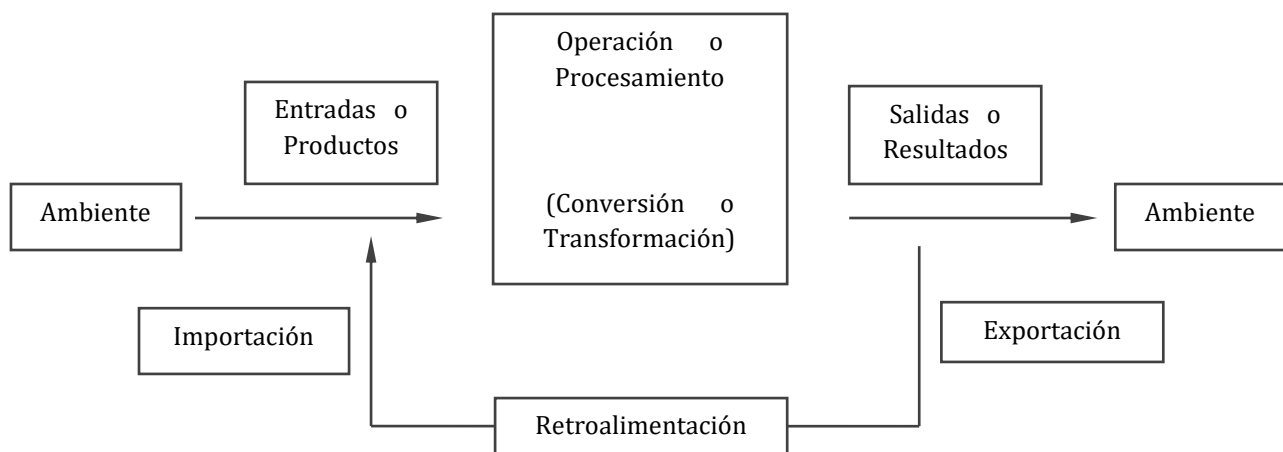 Operación o
Procesamiento
(Conversión o
Transformación)
Entradas o
Productos
Salidas o
Resultados
Ambiente
Ambiente
Importación
Exportación
Retroalimentación